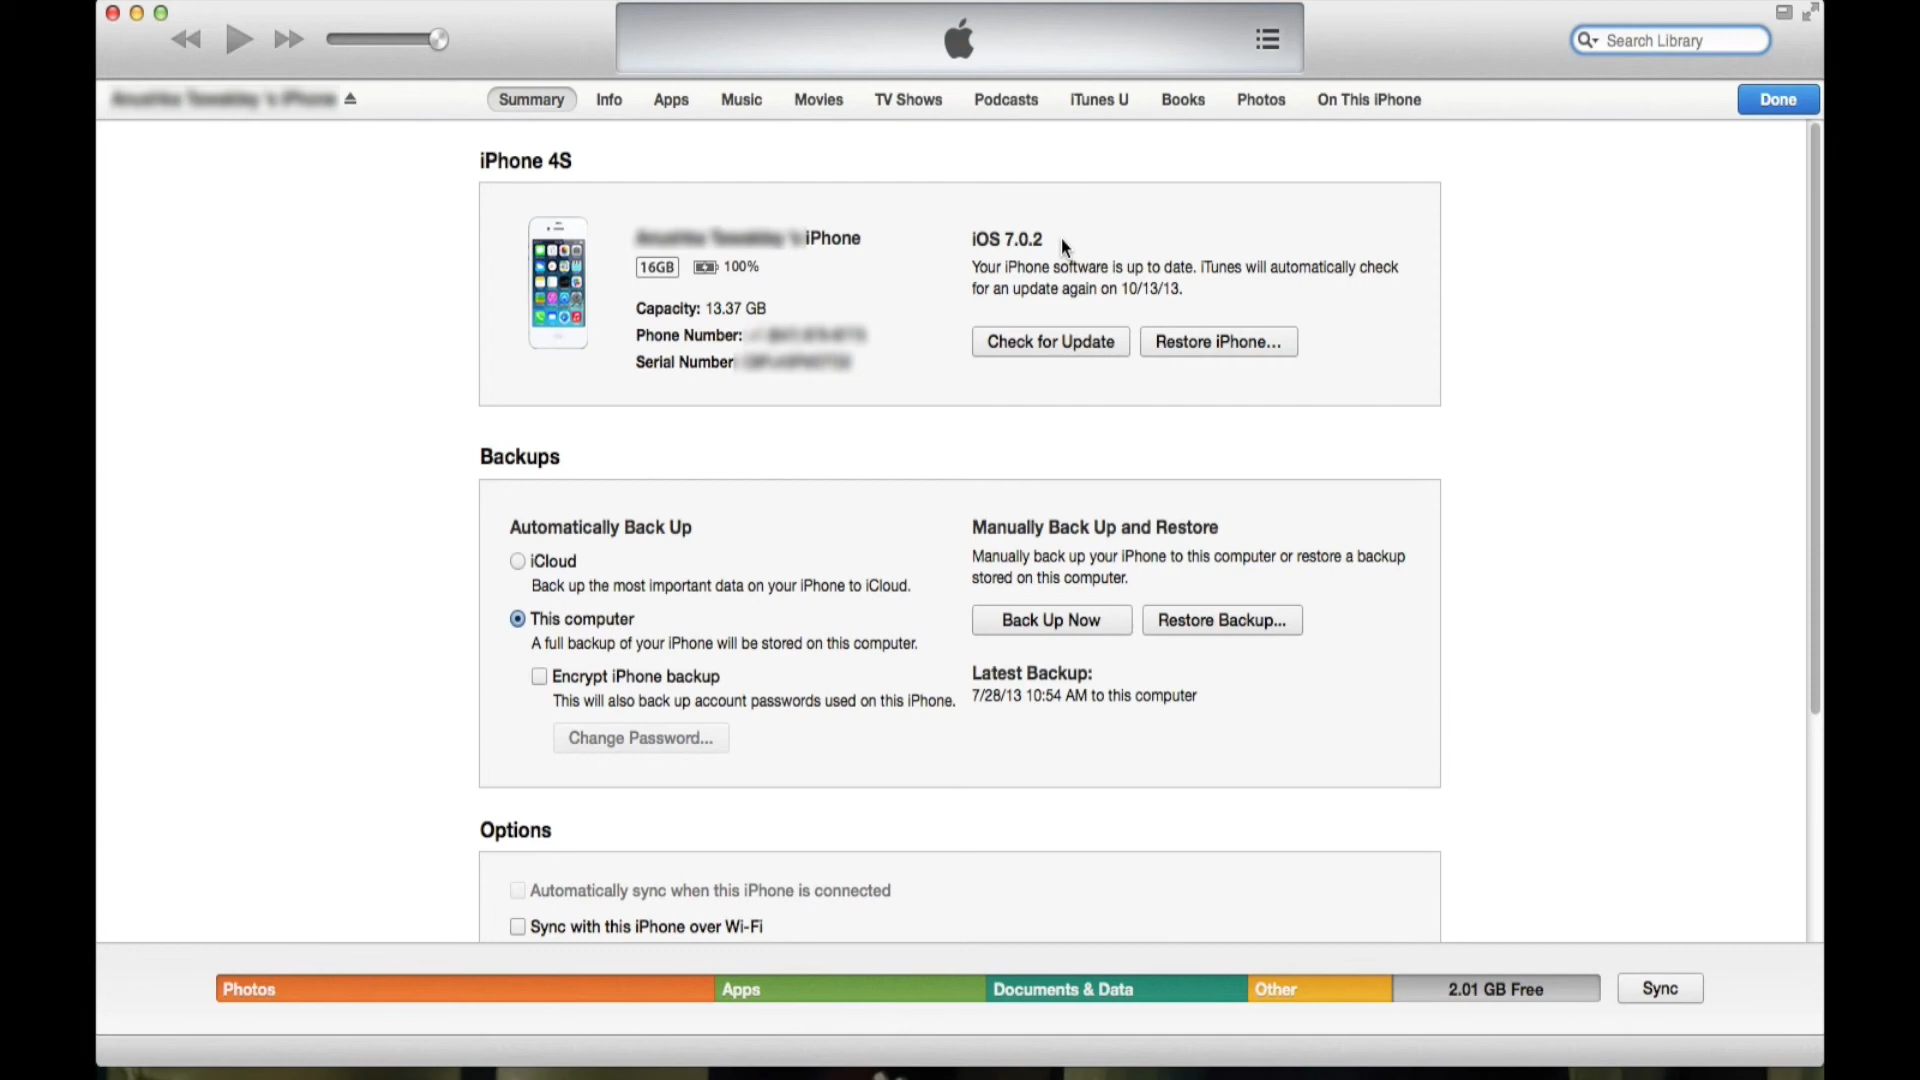 Search Library
Summary Info Apps Music Movies TV Shows Podcasts iTunes U Books Photos On This iPhone Done
iPhone 4S
iPhone
16GB 100%
Capacity: 13.37 GB
Phone Number:
Serial Number
iOS 7.0.2
Your iPhone software is up to date. iTunes will automatically check
for an update again on 10/13/13.
Check for Update Restore iPhone...
Backups
Automatically Back Up
iCloud
Back up the most important data on your iPhone to iCloud.
This computer
A full backup of your iPhone will be stored on this computer.
Encrypt iPhone backup
This will also back up account passwords used on this iPhone.
Change Password...
Manually Back Up and Restore
Manually back up your iPhone to this computer or restore a backup
stored on this computer.
Back Up Now Restore Backup...
Latest Backup:
7/28/13 10:54 AM to this computer
Options
Automatically sync when this iPhone is connected
Sync with this iPhone over Wi-Fi
Photos Apps Documents & Data Other 2.01 GB Free Sync